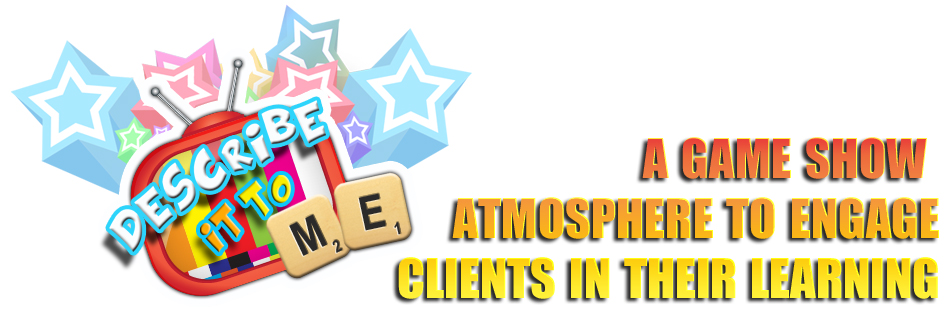 DESCRiBE
iT TO
M2 E1
A GAME SHOW
ATMOSPHERE TO ENGAGE
CLIENTS IN THEIR LEARNING